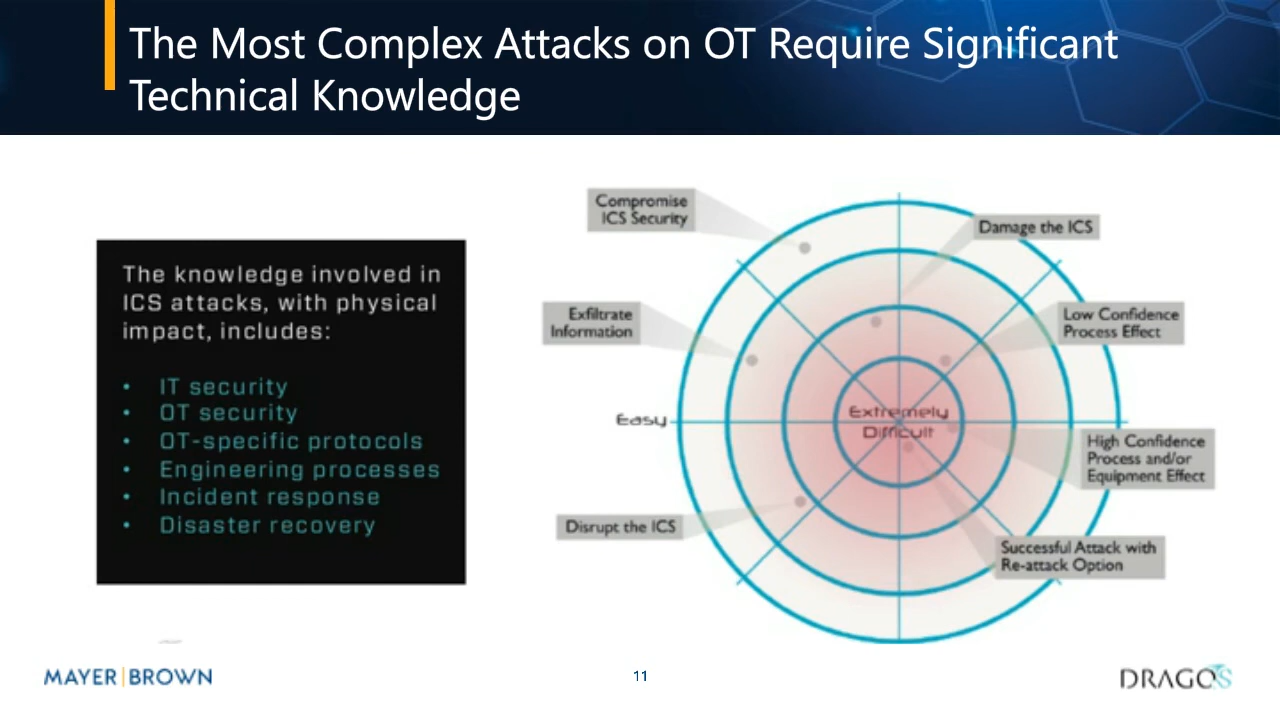 The Most Complex Attacks on OT Require Significant
Technical Knowledge
The knowledge involved in
ICS attacks, with physical
impact, includes:
• IT security
• OT security
• OT-specific protocols
• Engineering processes
• Incident response
• Disaster recovery
Compromise
ICS Security
Damage the ICS
Exfiltrate
Information
Low Confidence
Process Effect
Easy
Extremely
Difficult
High Confidence
Process and/or
Equipment Effect
Disrupt the ICS
Successful Attack with
Re-attack Option
MAYER|BROWN
11
DRAGOS